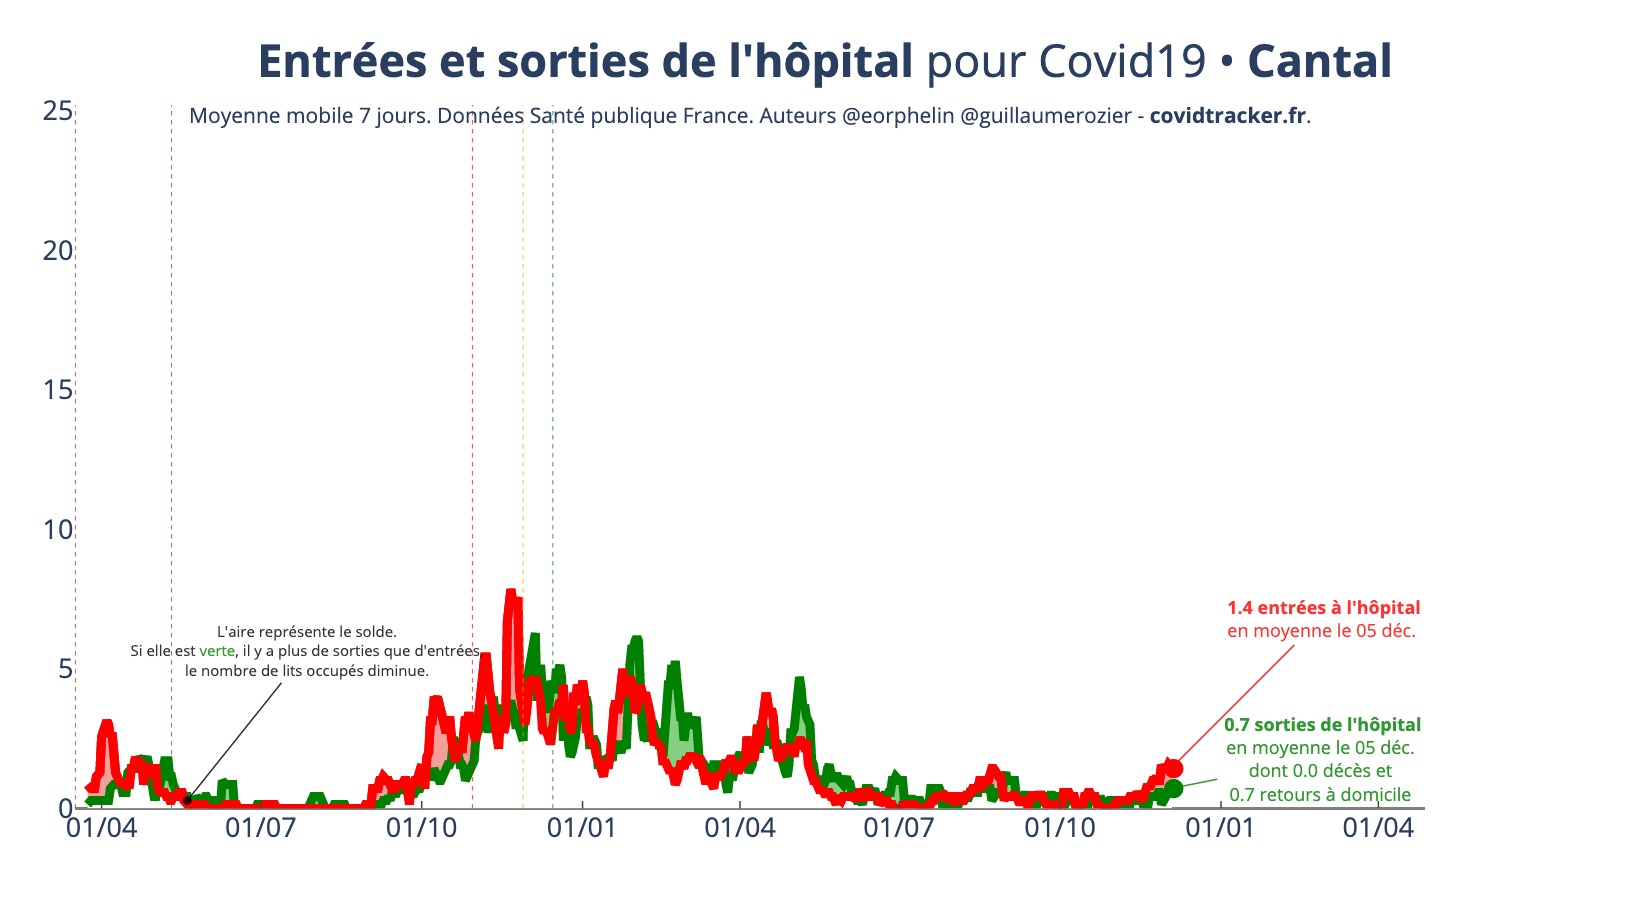 Entrées et sorties de l'hôpital pour Covid19 • Cantal
Moyenne mobile 7 jours. Données Santé publique France. Auteurs @eorphelin @guillaumerozier - covidtracker.fr.
25
20
15
10
5
0
L'aire représente le solde.
Si elle est verte, il y a plus de sorties que d'entrées,
le nombre de lits occupés diminue.
1.4 entrées à l'hôpital
en moyenne le 05 déc.
0.7 sorties de l'hôpital
en moyenne le 05 déc.
dont 0.0 décès et
0.7 retours à domicile
01/04 01/07 01/10 01/01 01/04 01/07 01/10 01/01 01/04